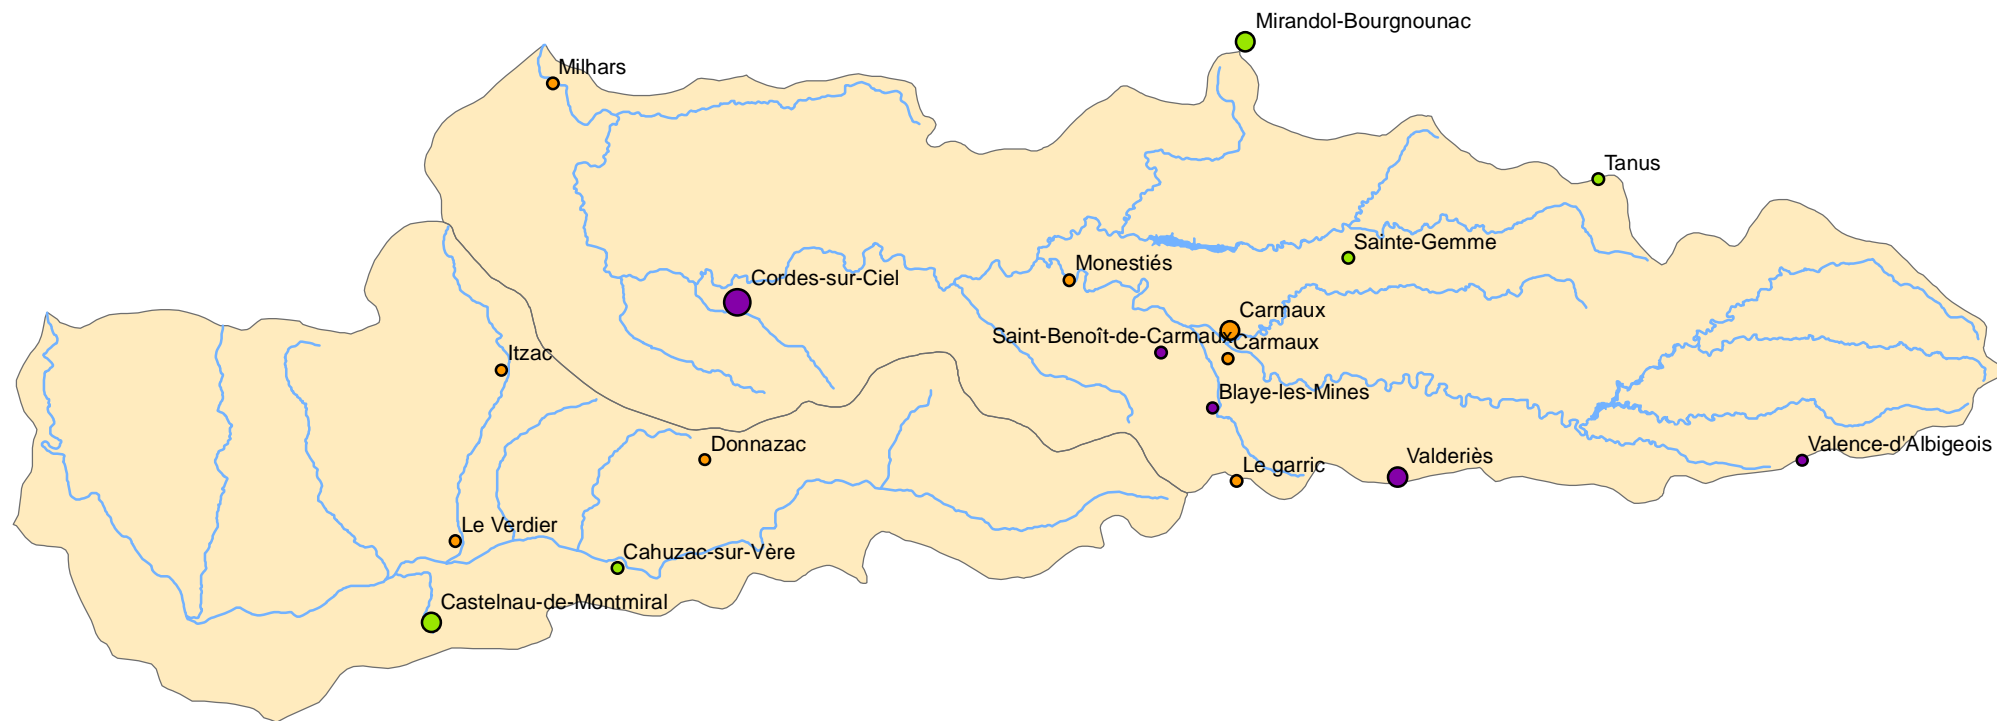 Mirandol-Bourgnounac
Milhars
Tanus
Sainte-Gemme
Monestiés
Cordes-sur-Ciel
Carmaux
Saint-Benoît-de-Carmaux
Carmaux
Itzac
Blaye-les-Mines
Donnazac
Valence-d'Albigeois
Valderiès
Le garric
Le Verdier
Cahuzac-sur-Vère
Castelnau-de-Montmiral